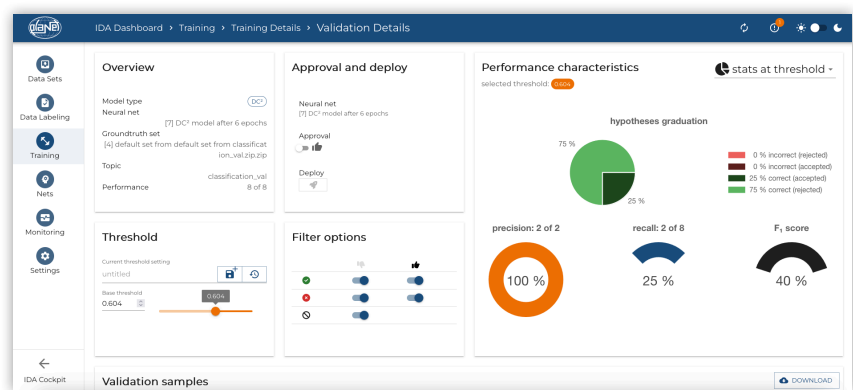 planet
IDA Dashboard > Training > Training Details > Validation Details
Data Sets
Data Labeling
Training
Nets
Monitoring
Settings
IDA Cockpit
Overview
Model type DC²
Neural net
[7] DC² model after 6 epochs
Groundtruth set
[4] default set from default set from classificat
ion_val.zip.zip
Topic
classification_val
Performance 8 of 8
Approval and deploy
Neural net
[7] DC² model after 6 epochs
Approval
Deploy
Performance characteristics
stats at threshold
selected threshold: 0.604
hypotheses graduation
75 %
25 %
0 % incorrect (rejected)
0 % incorrect (accepted)
25 % correct (accepted)
75 % correct (rejected)
precision: 2 of 2
100 %
recall: 2 of 8
25 %
F₁ score
40 %
Threshold
Current threshold setting
untitled
Base threshold
0.604
0.604
Filter options
Validation samples
DOWNLOAD